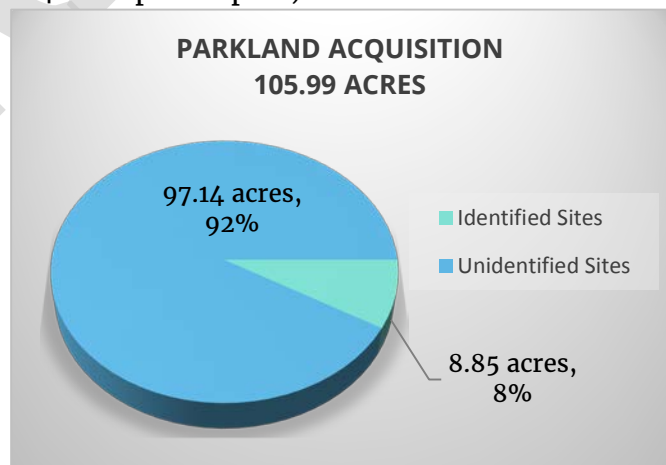 PARKLAND ACQUISITION
105.99 ACRES
97.14 acres,
92%
Identified Sites
Unidentified Sites
8.85 acres,
8%